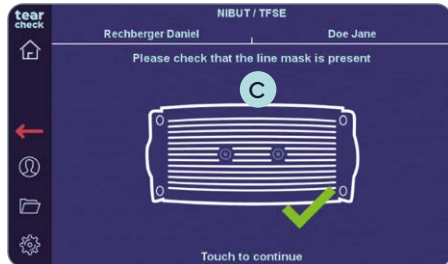 tear
check
NIBUT / TFSE
Rechberger Daniel
Doe Jane
Please check that the line mask is present
C
Touch to continue